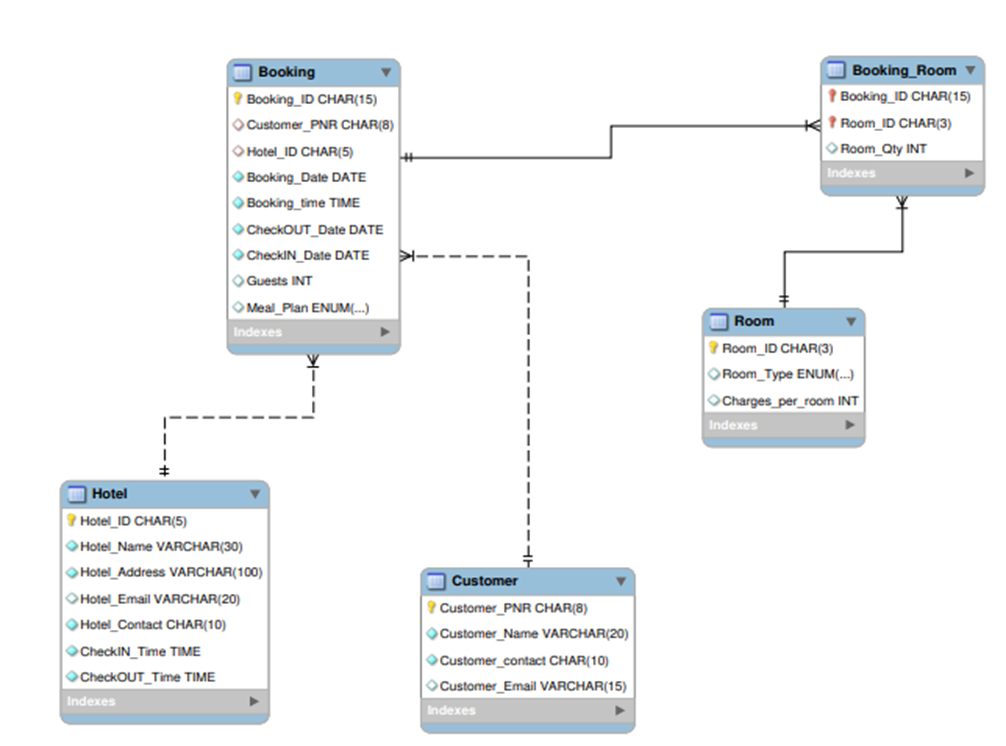 Booking
Booking_ID CHAR(15)
Customer_PNR CHAR(8)
Hotel_ID CHAR(5)
Booking_Date DATE
Booking_time TIME
CheckOUT_Date DATE
CheckIN_Date DATE
Guests INT
Meal_Plan ENUM(...)
Indexes
Booking_Room
Booking_ID CHAR(15)
Room_ID CHAR(3)
Room_Qty INT
Indexes
Room
Room_ID CHAR(3)
Room_Type ENUM(...)
Charges_per_room INT
Indexes
Hotel
Hotel_ID CHAR(5)
Hotel_Name VARCHAR(30)
Hotel_Address VARCHAR(100)
Hotel_Email VARCHAR(20)
Hotel_Contact CHAR(10)
CheckIN_Time TIME
CheckOUT_Time TIME
Indexes
Customer
Customer_PNR CHAR(8)
Customer_Name VARCHAR(20)
Customer_contact CHAR(10)
Customer_Email VARCHAR(15)
Indexes